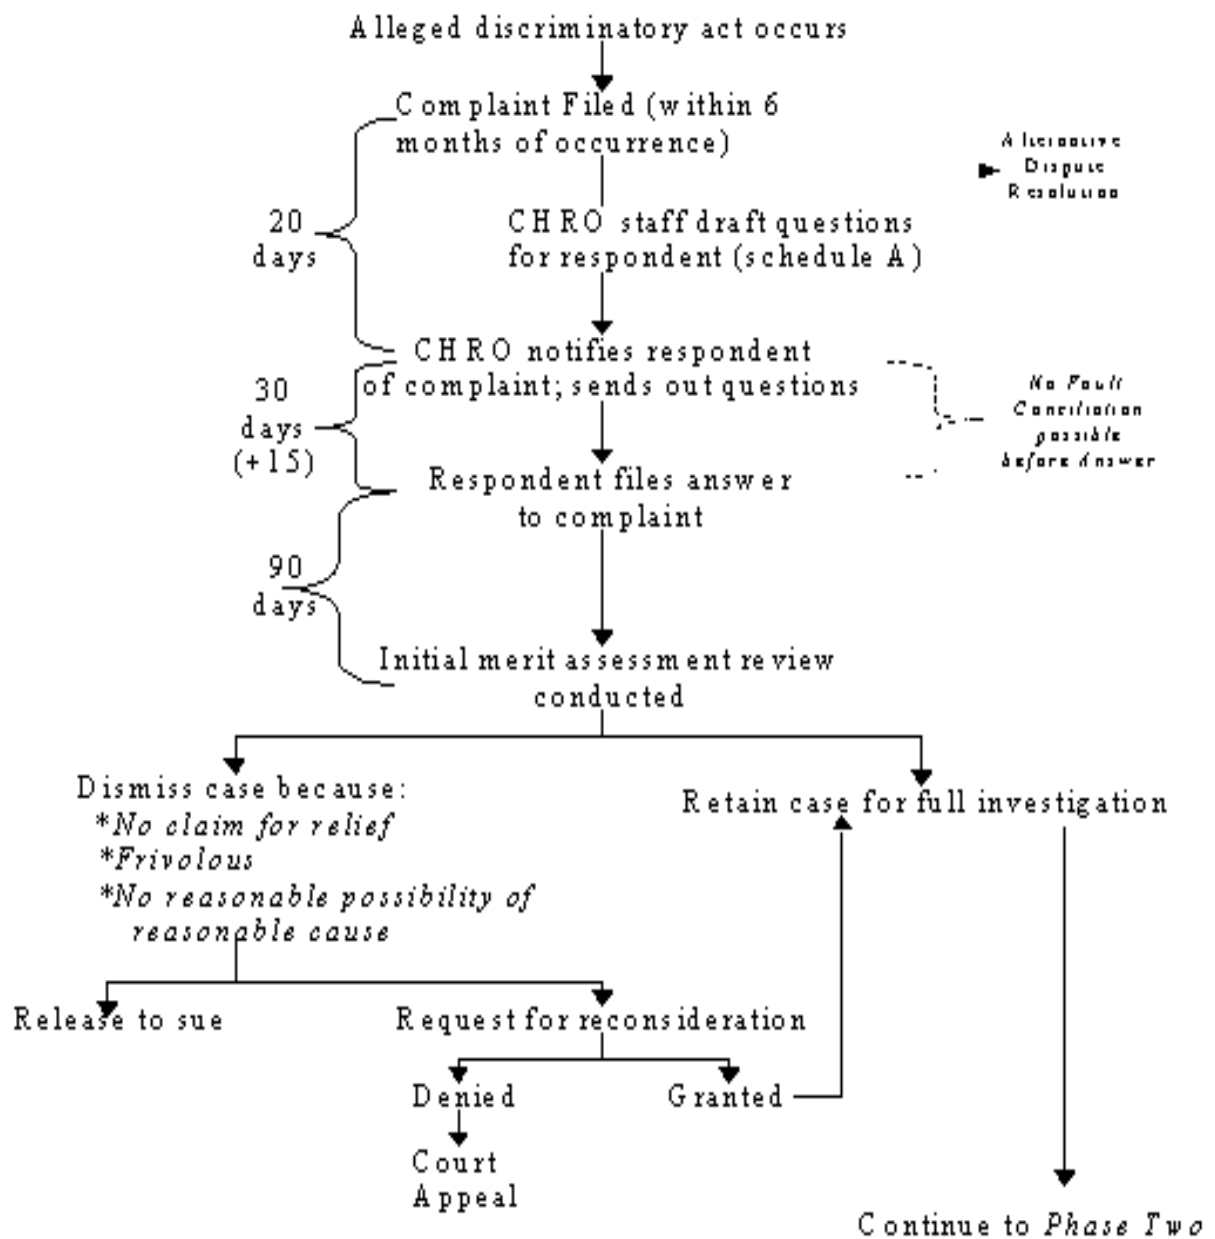 Alleged discriminatory act occurs
Complaint Filed (within 6
months of occurrence)
Alternative
Dispute
Resolution
20
days
CHRO staff draft questions
for respondent (schedule A)
CHRO notifies respondent
of complaint; sends out questions
30
days
(+15)
No Fault
Conciliation
possible
before Answer
Respondent files answer
to complaint
90
days
Initial merit assessment review
conducted
Dismiss case because:
*No claim for relief
*Frivolous
*No reasonable possibility of
reasonable cause
Retain case for full investigation
Release to sue
Request for reconsideration
Denied
Granted
Court
Appeal
Continue to Phase Two